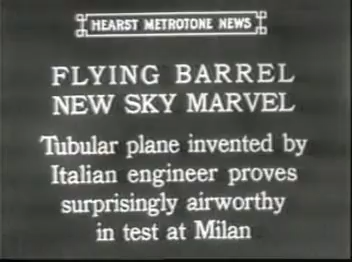 HEARST METROTONE NEWS
FLYING BARREL
NEW SKY MARVEL
Tubular plane invented by
Italian engineer proves
surprisingly airworthy
in test at Milan